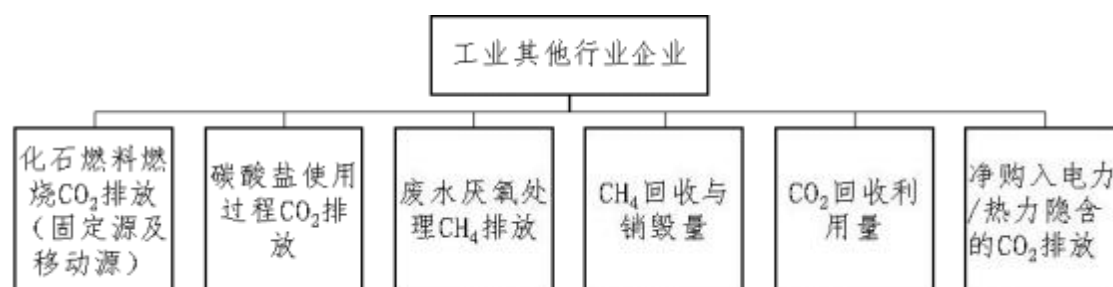 工业其他行业企业
化石燃料燃
烧CO₂排放
（固定源及
移动源）
碳酸盐使用
过程CO₂排
放
废水厌氧处
理CH₄排放
CH₄回收与
销毁量
CO₂回收利
用量
净购入电力
/热力隐含
的CO₂排放